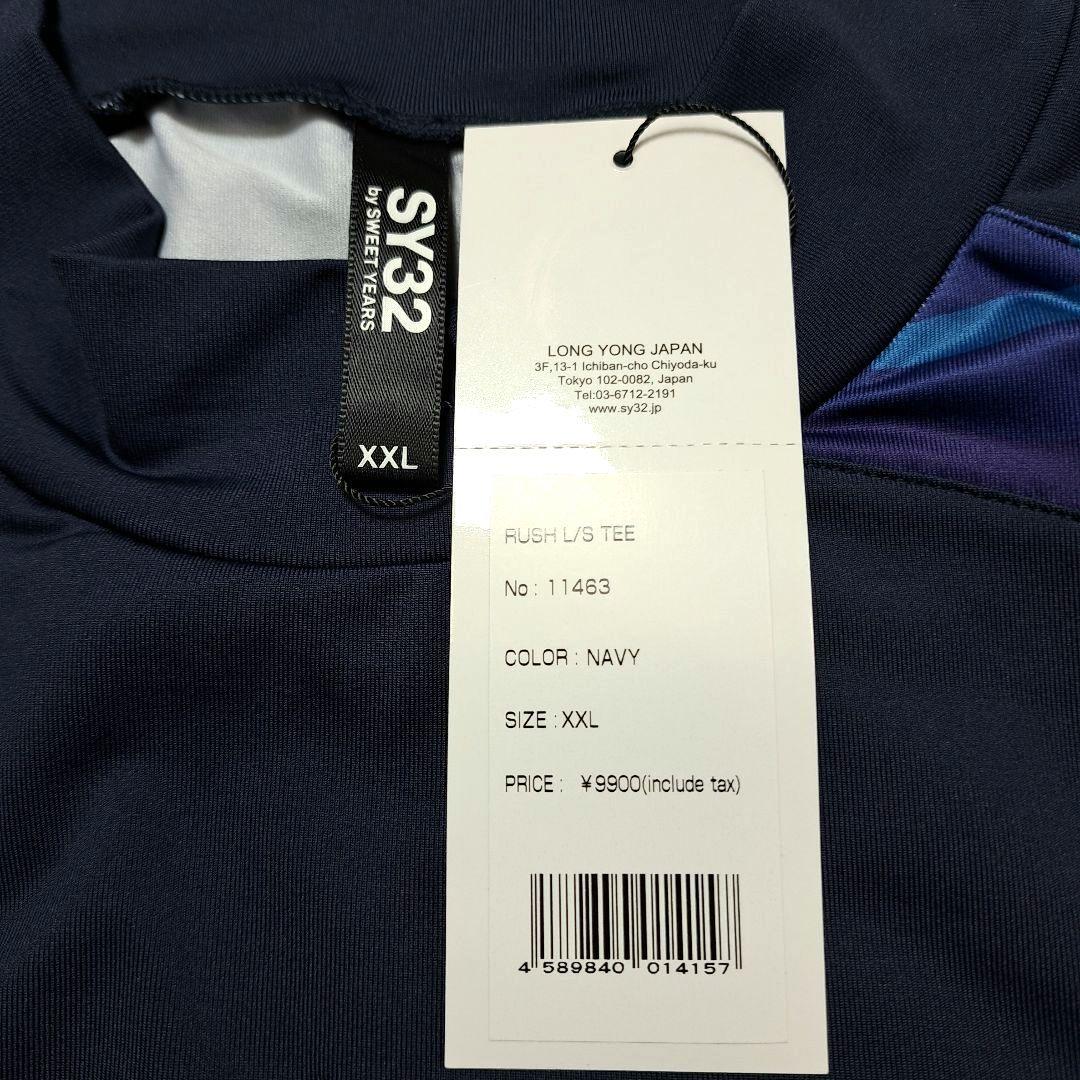 SY32
by SWEET YEARS
XXL
LONG YONG JAPAN
3F,13-1 Ichiban-cho Chiyoda-ku
Tokyo 102-0082, Japan
Tel:03-6712-2191
www.sy32.jp
RUSH L/S TEE
No : 11463
COLOR : NAVY
SIZE : XXL
PRICE : ¥9900(include tax)
4 589840 014157